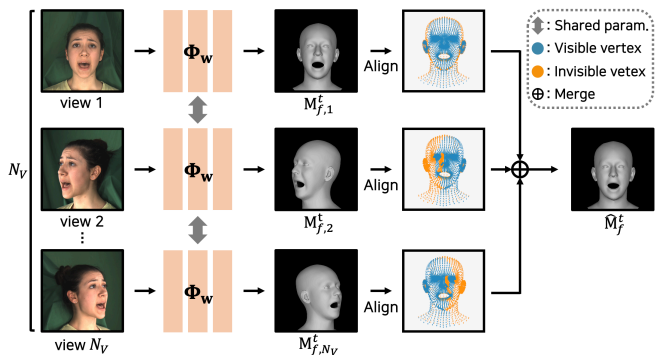 Φ_w
M^t_{f,1}
Align
view 1
: Shared param.
: Visible vertex
: Invisible vetex
: Merge
N_V
Φ_w
M^t_{f,2}
Align
view 2
⋮
M̂^t_f
Φ_w
M^t_{f,N_V}
Align
view N_V